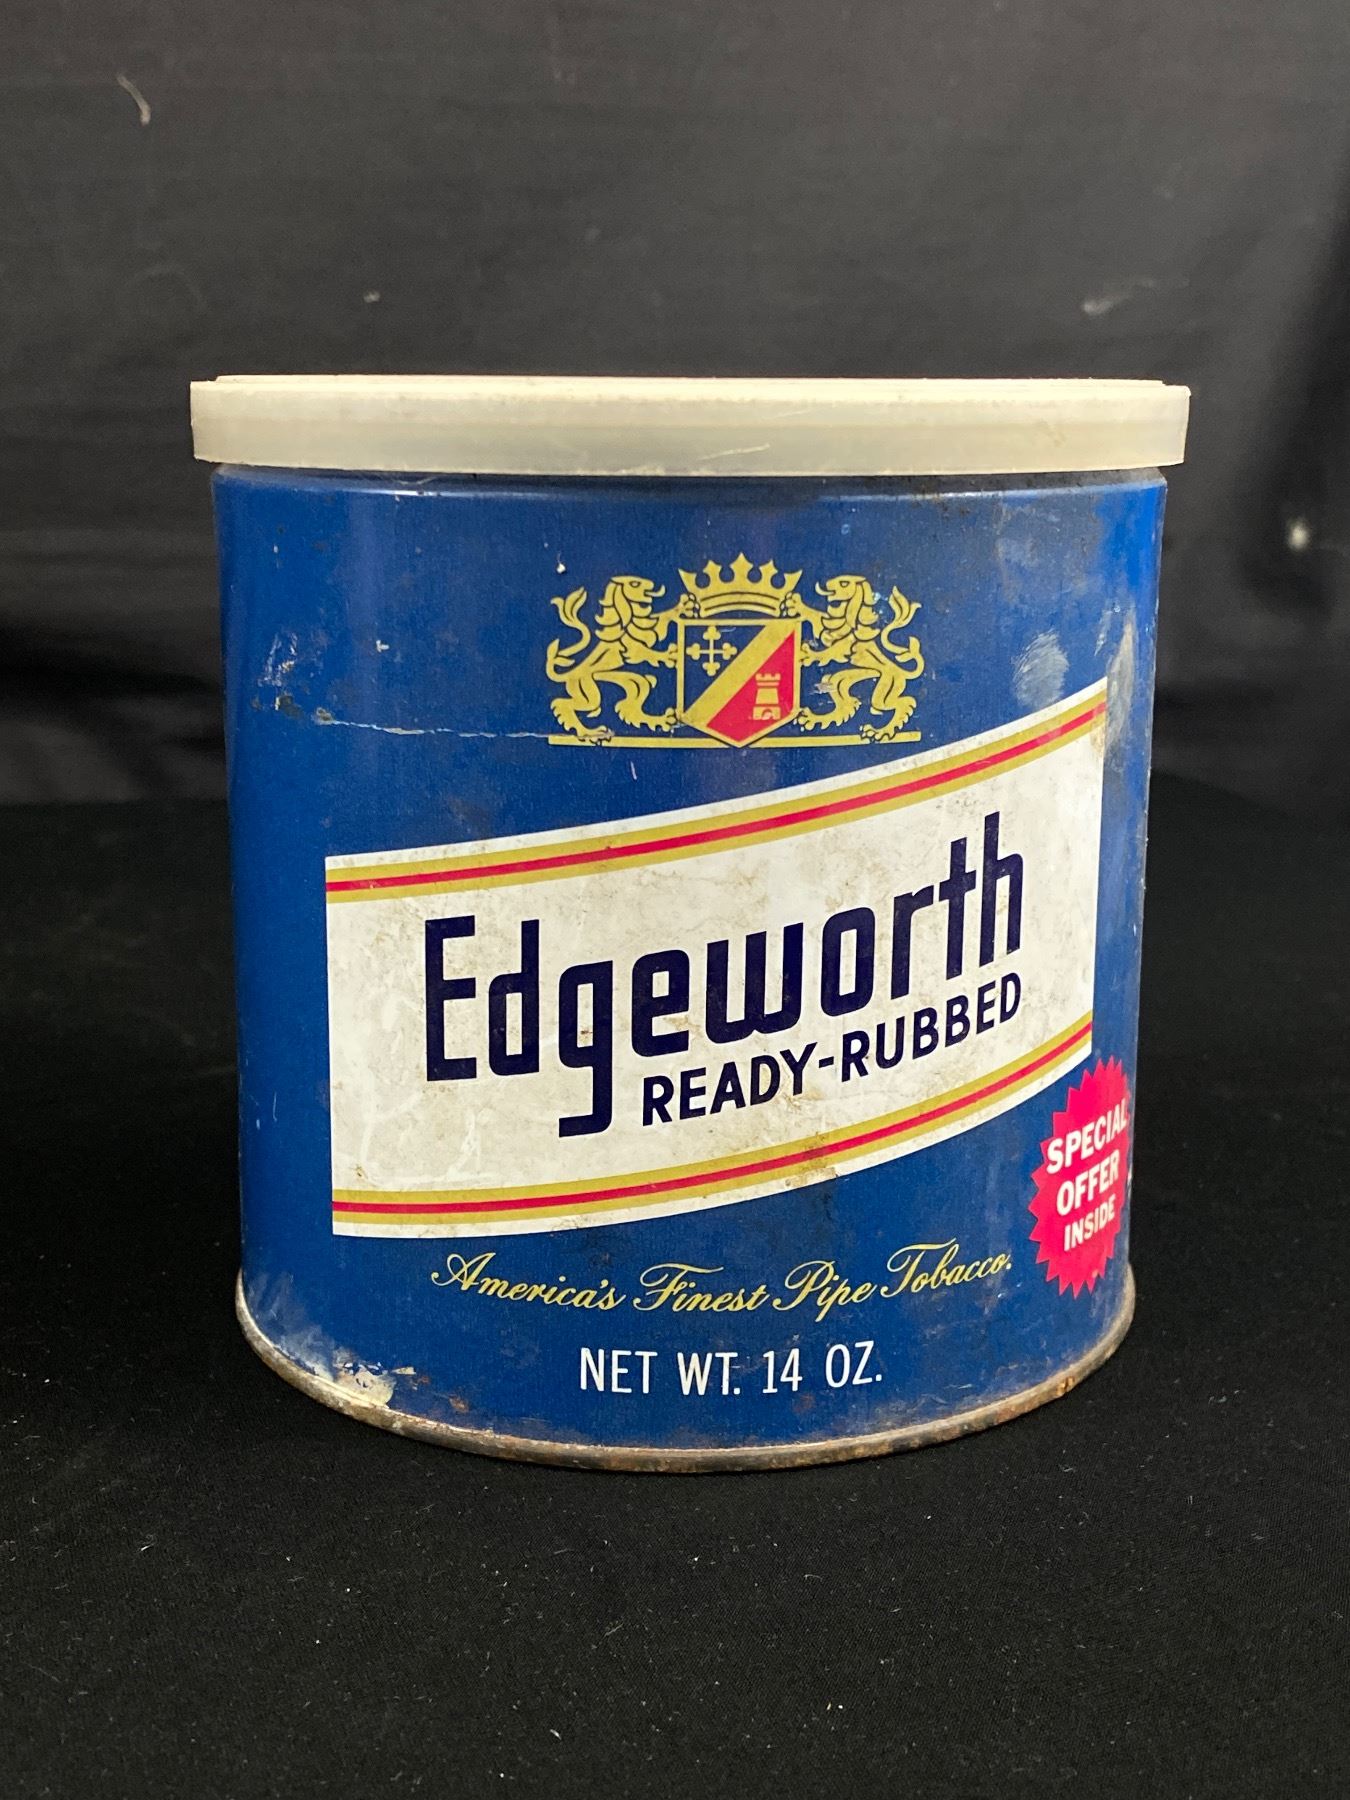 Edgeworth
READY-RUBBED
SPECIAL
OFFER
INSIDE
America's Finest Pipe Tobacco.
NET WT. 14 OZ.